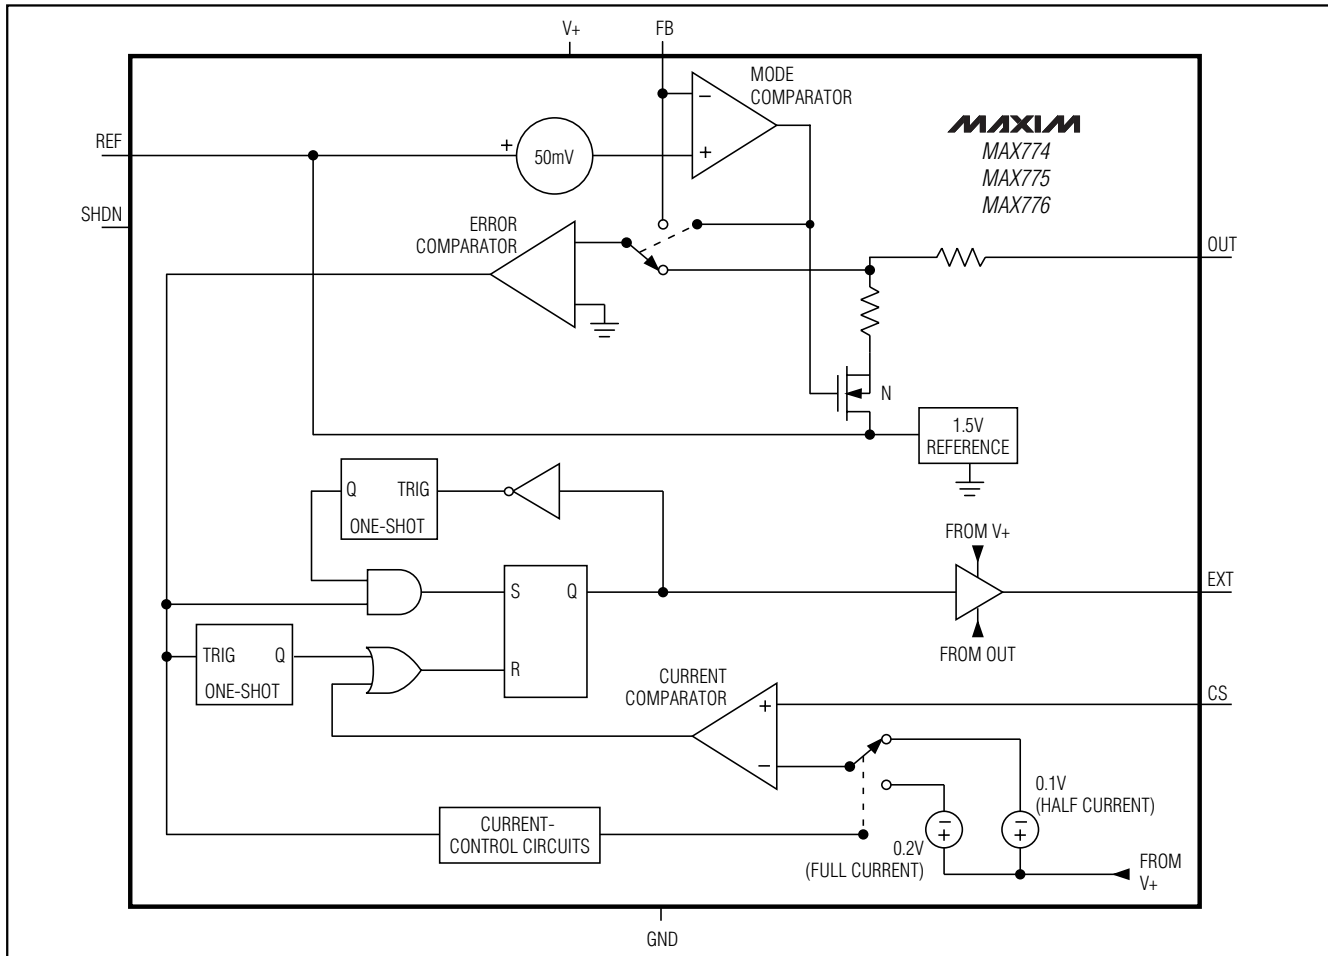 V+
FB
MODE
COMPARATOR
−
+
MAXIM
MAX774
MAX775
MAX776
REF
+
50mV
SHDN
ERROR
COMPARATOR
OUT
N
1.5V
REFERENCE
Q
TRIG
ONE-SHOT
FROM V+
S
Q
EXT
FROM OUT
TRIG
Q
ONE-SHOT
R
CURRENT
COMPARATOR
+
CS
−
0.1V
(HALF CURRENT)
CURRENT-
CONTROL CIRCUITS
−
+
−
+
0.2V
(FULL CURRENT)
FROM
V+
GND